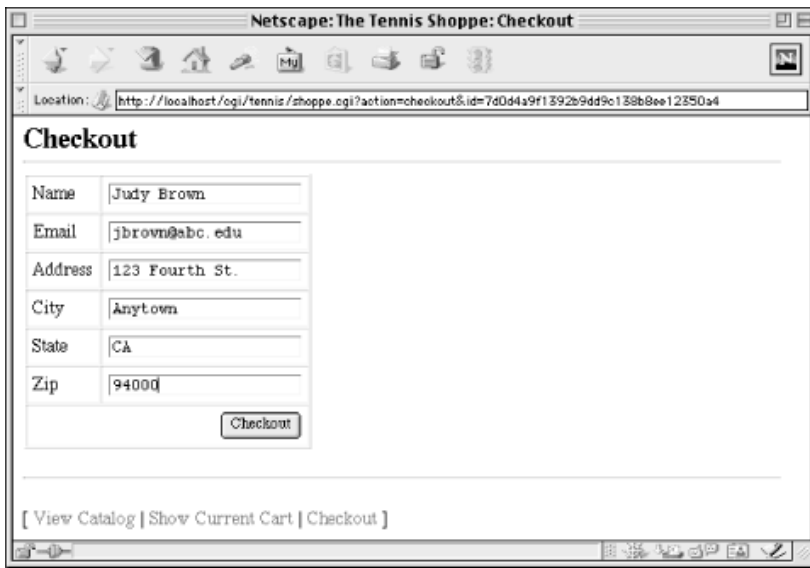 Netscape: The Tennis Shoppe: Checkout
My
N
Location: http://localhost/cgi/tennis/shoppe.cgi?action=checkout&id=7d0d4a9f1392b9dd9c138b8ee12350a4
Checkout
Name Judy Brown
Email jbrown@abc.edu
Address 123 Fourth St.
City Anytown
State CA
Zip 94000
Checkout
[ View Catalog | Show Current Cart | Checkout ]